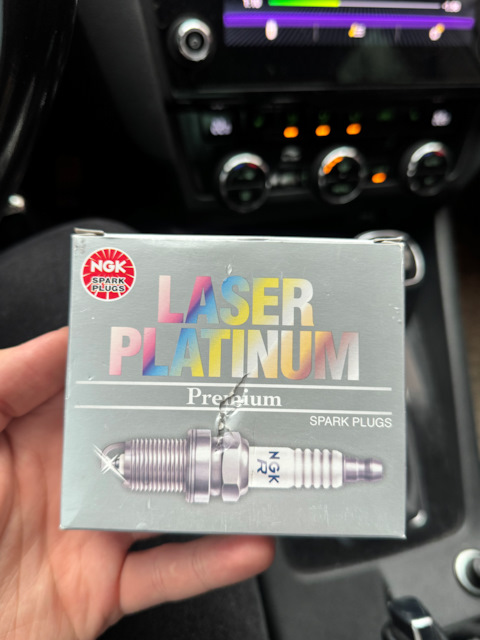 NGK
SPARK
PLUGS
LASER
PLATINUM
Premium
SPARK PLUGS
NGK
R